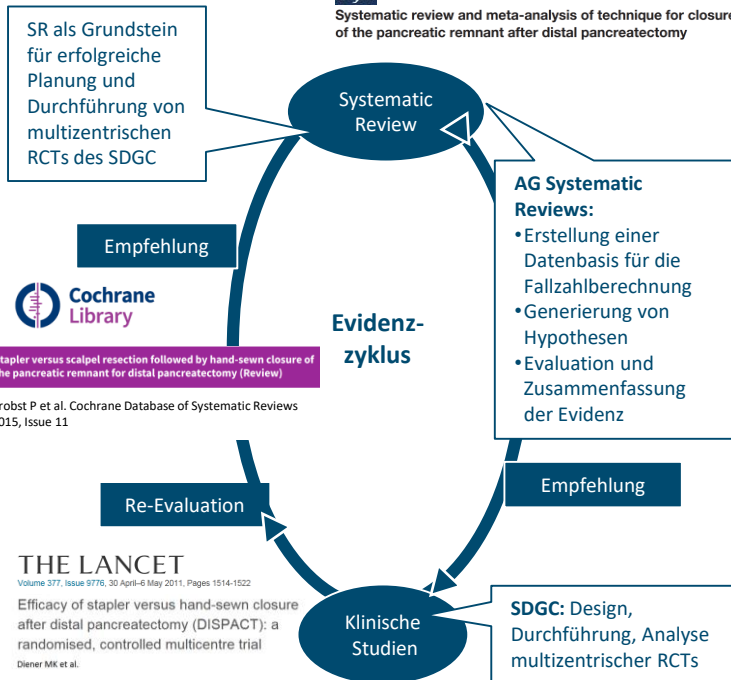 Systematic review and meta-analysis of technique for closure
of the pancreatic remnant after distal pancreatectomy
SR als Grundstein
für erfolgreiche
Planung und
Durchführung von
multizentrischen
RCTs des SDGC
Systematic
Review
AG Systematic
Reviews:
•Erstellung einer
Datenbasis für die
Fallzahlberechnung
•Generierung von
Hypothesen
•Evaluation und
Zusammenfassung
der Evidenz
Empfehlung
Cochrane
Library
tapler versus scalpel resection followed by hand-sewn closure of
he pancreatic remnant for distal pancreatectomy (Review)
robst P et al. Cochrane Database of Systematic Reviews
015, Issue 11
Evidenz-
zyklus
Empfehlung
Re-Evaluation
THE LANCET
Volume 377, Issue 9776, 30 April–6 May 2011, Pages 1514-1522
Efficacy of stapler versus hand-sewn closure
after distal pancreatectomy (DISPACT): a
randomised, controlled multicentre trial
Diener MK et al.
Klinische
Studien
SDGC: Design,
Durchführung, Analyse
multizentrischer RCTs